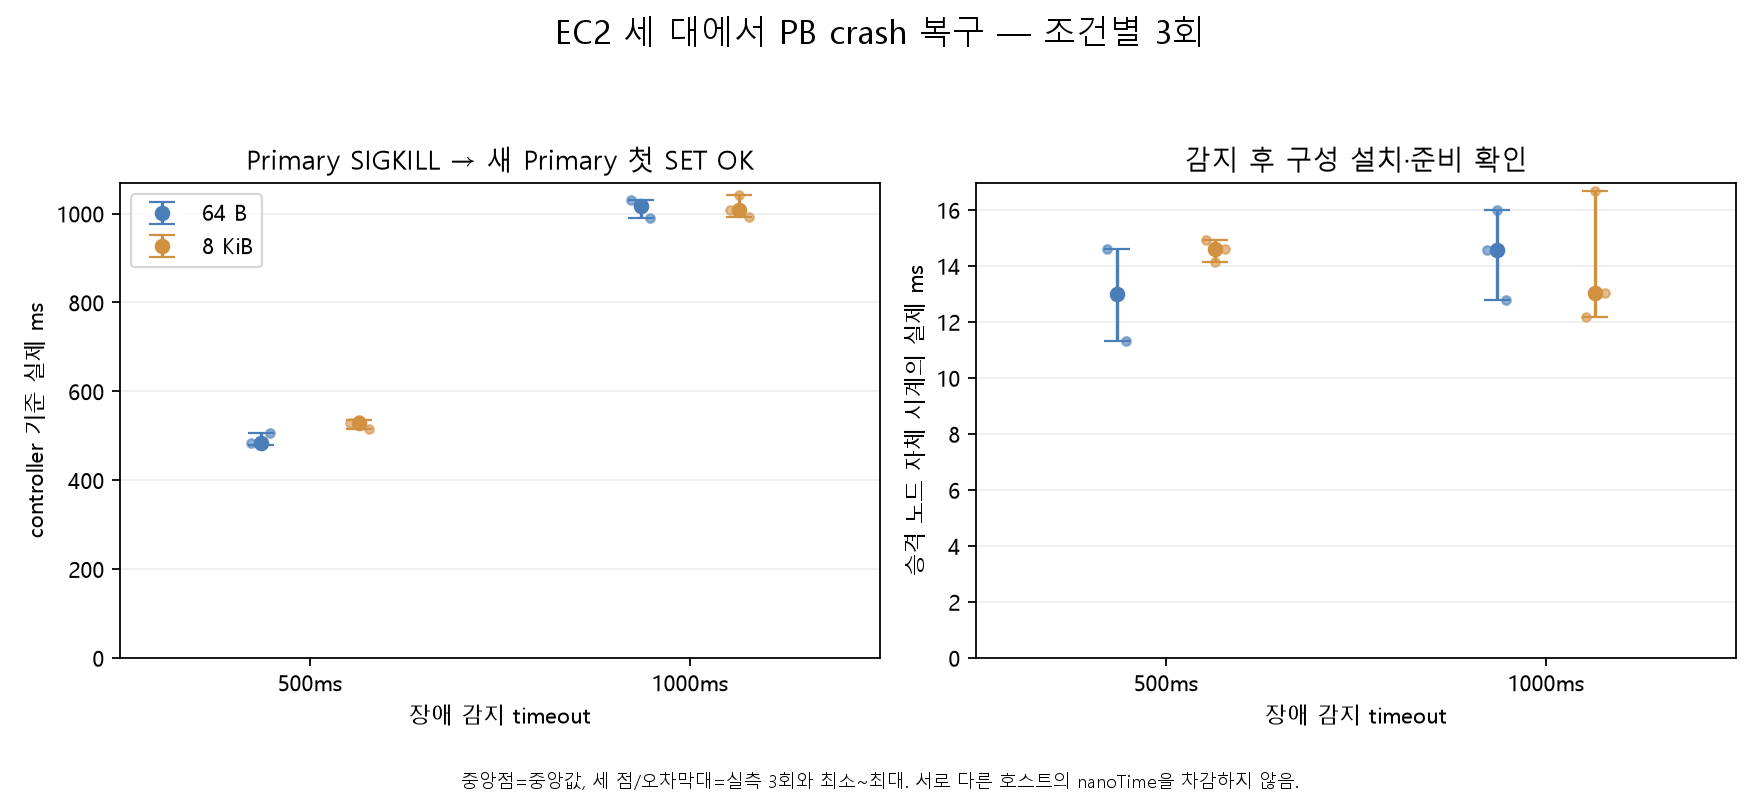 EC2 세 대에서 PB crash 복구 — 조건별 3회
Primary SIGKILL → 새 Primary 첫 SET OK
controller 기준 실제 ms
1000
800
600
400
200
0
64 B
8 KiB
500ms
1000ms
장애 감지 timeout
감지 후 구성 설치·준비 확인
승격 노드 자체 시계의 실제 ms
16
14
12
10
8
6
4
2
0
500ms
1000ms
장애 감지 timeout
중앙점=중앙값, 세 점/오차막대=실측 3회와 최소~최대. 서로 다른 호스트의 nanoTime을 차감하지 않음.